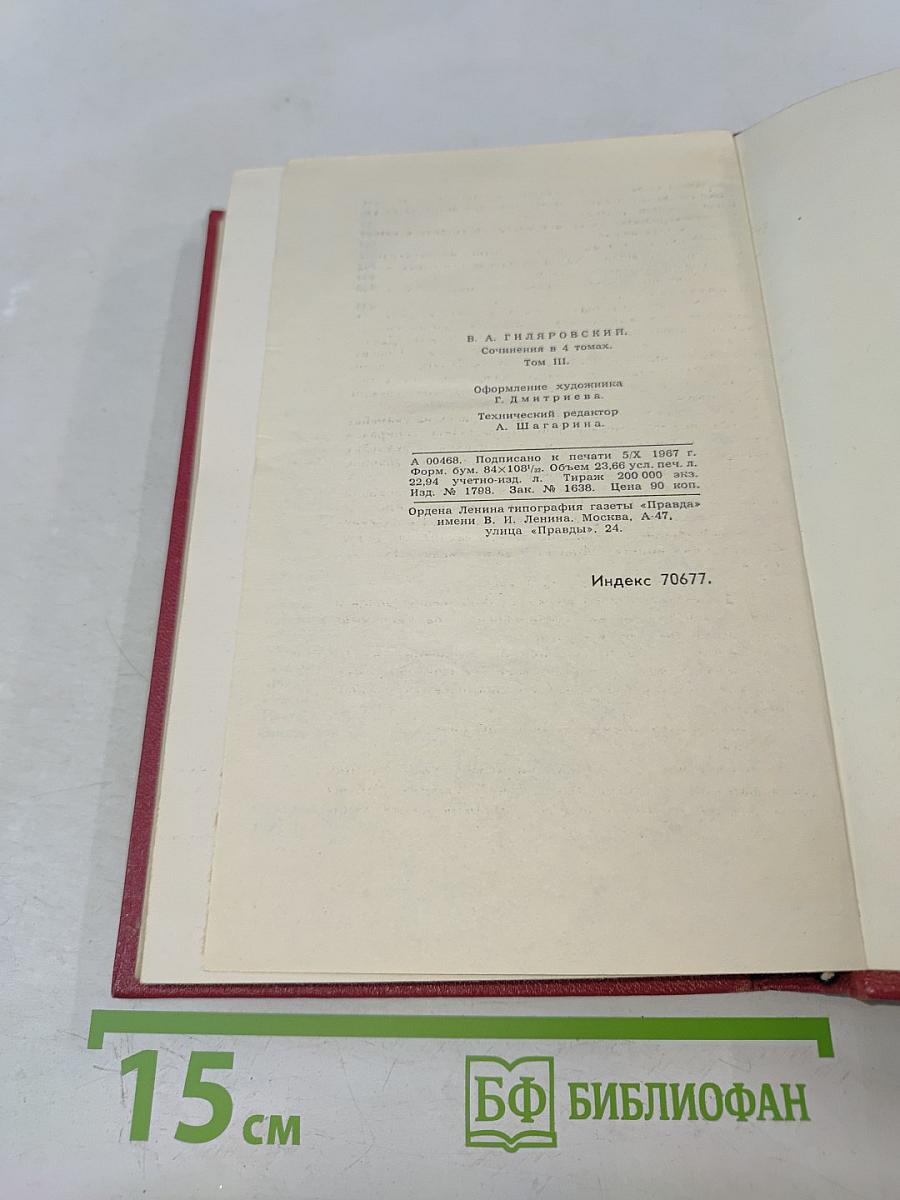 В. А. ГИЛЯРОВСКИЙ.
Сочинения в 4 томах.
Том III.
Оформление художника
Г. Дмитриева.
Технический редактор
А. Шагарина.
А 00468. Подписано к печати 5/X 1967 г.
Форм. бум. 84×108¹/₃₂. Объем 23,66 усл. печ. л.
22,94 учетно-изд. л. Тираж 200 000 экз.
Изд. № 1798. Зак. № 1638. Цена 90 коп.
Ордена Ленина типография газеты «Правда»
имени В. И. Ленина. Москва, А-47,
улица «Правды», 24.
Индекс 70677.
15 см
БФ БИБЛИОФАН